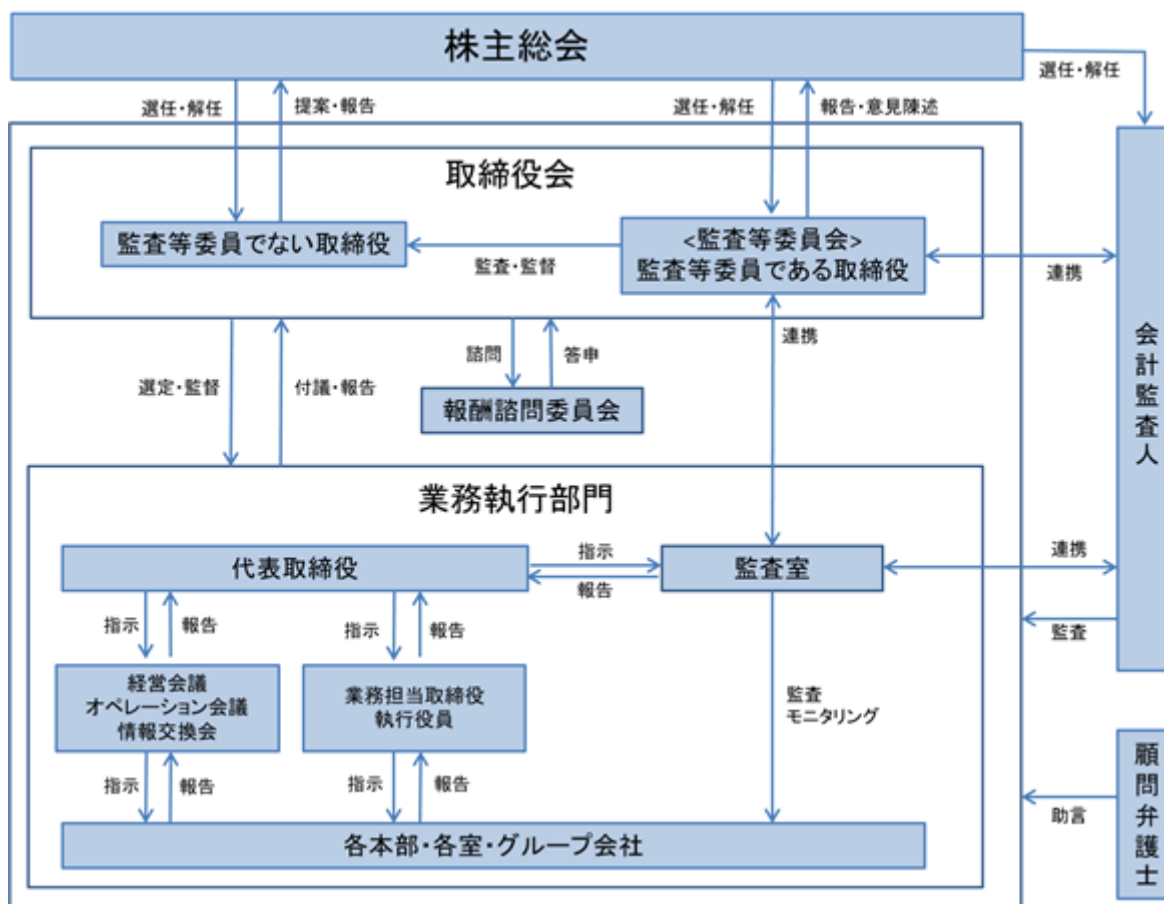 株主総会
選任・解任
提案・報告
選任・解任
報告・意見陳述
選任・解任
取締役会
監査等委員でない取締役
監査・監督
<監査等委員会>
監査等委員である取締役
連携
会計監査人
選定・監督
付議・報告
諮問
答申
報酬諮問委員会
連携
業務執行部門
代表取締役
指示
報告
監査室
連携
監査
指示
報告
指示
報告
経営会議
オペレーション会議
情報交換会
業務担当取締役
執行役員
監査
モニタリング
指示
報告
指示
報告
各本部・各室・グループ会社
助言
顧問弁護士